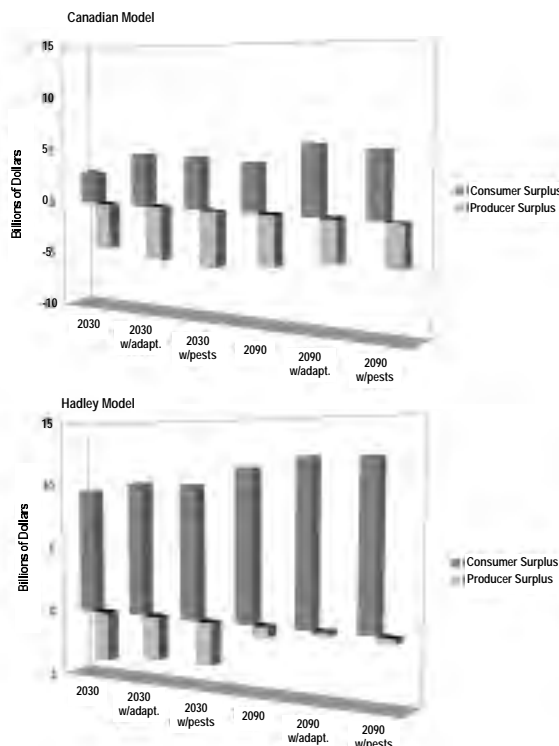 Canadian Model
15
10
5
0
-5
-10
Billions of Dollars
Consumer Surplus
Producer Surplus
2030
2030
w/adapt.
2030
w/pests
2090
2090
w/adapt.
2090
w/pests
Hadley Model
15
Billions of Dollars
Consumer Surplus
Producer Surplus
2030
2030
w/adapt.
2030
w/pests
2090
2090
w/adapt.
2090
w/pests